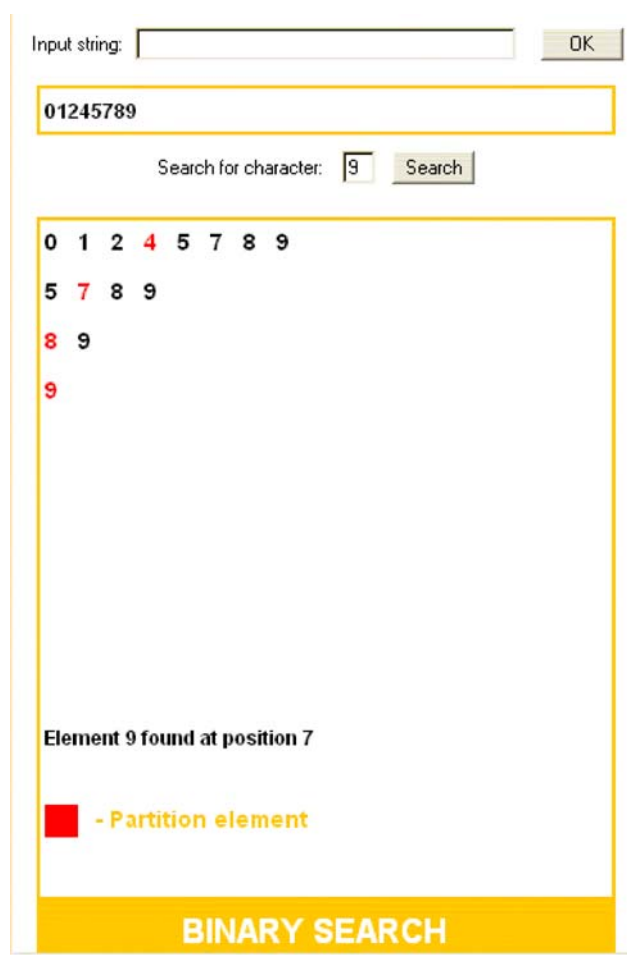 Input string: OK
01245789
Search for character: 9 Search
0 1 2 4 5 7 8 9
5 7 8 9
8 9
9
Element 9 found at position 7
- Partition element
BINARY SEARCH